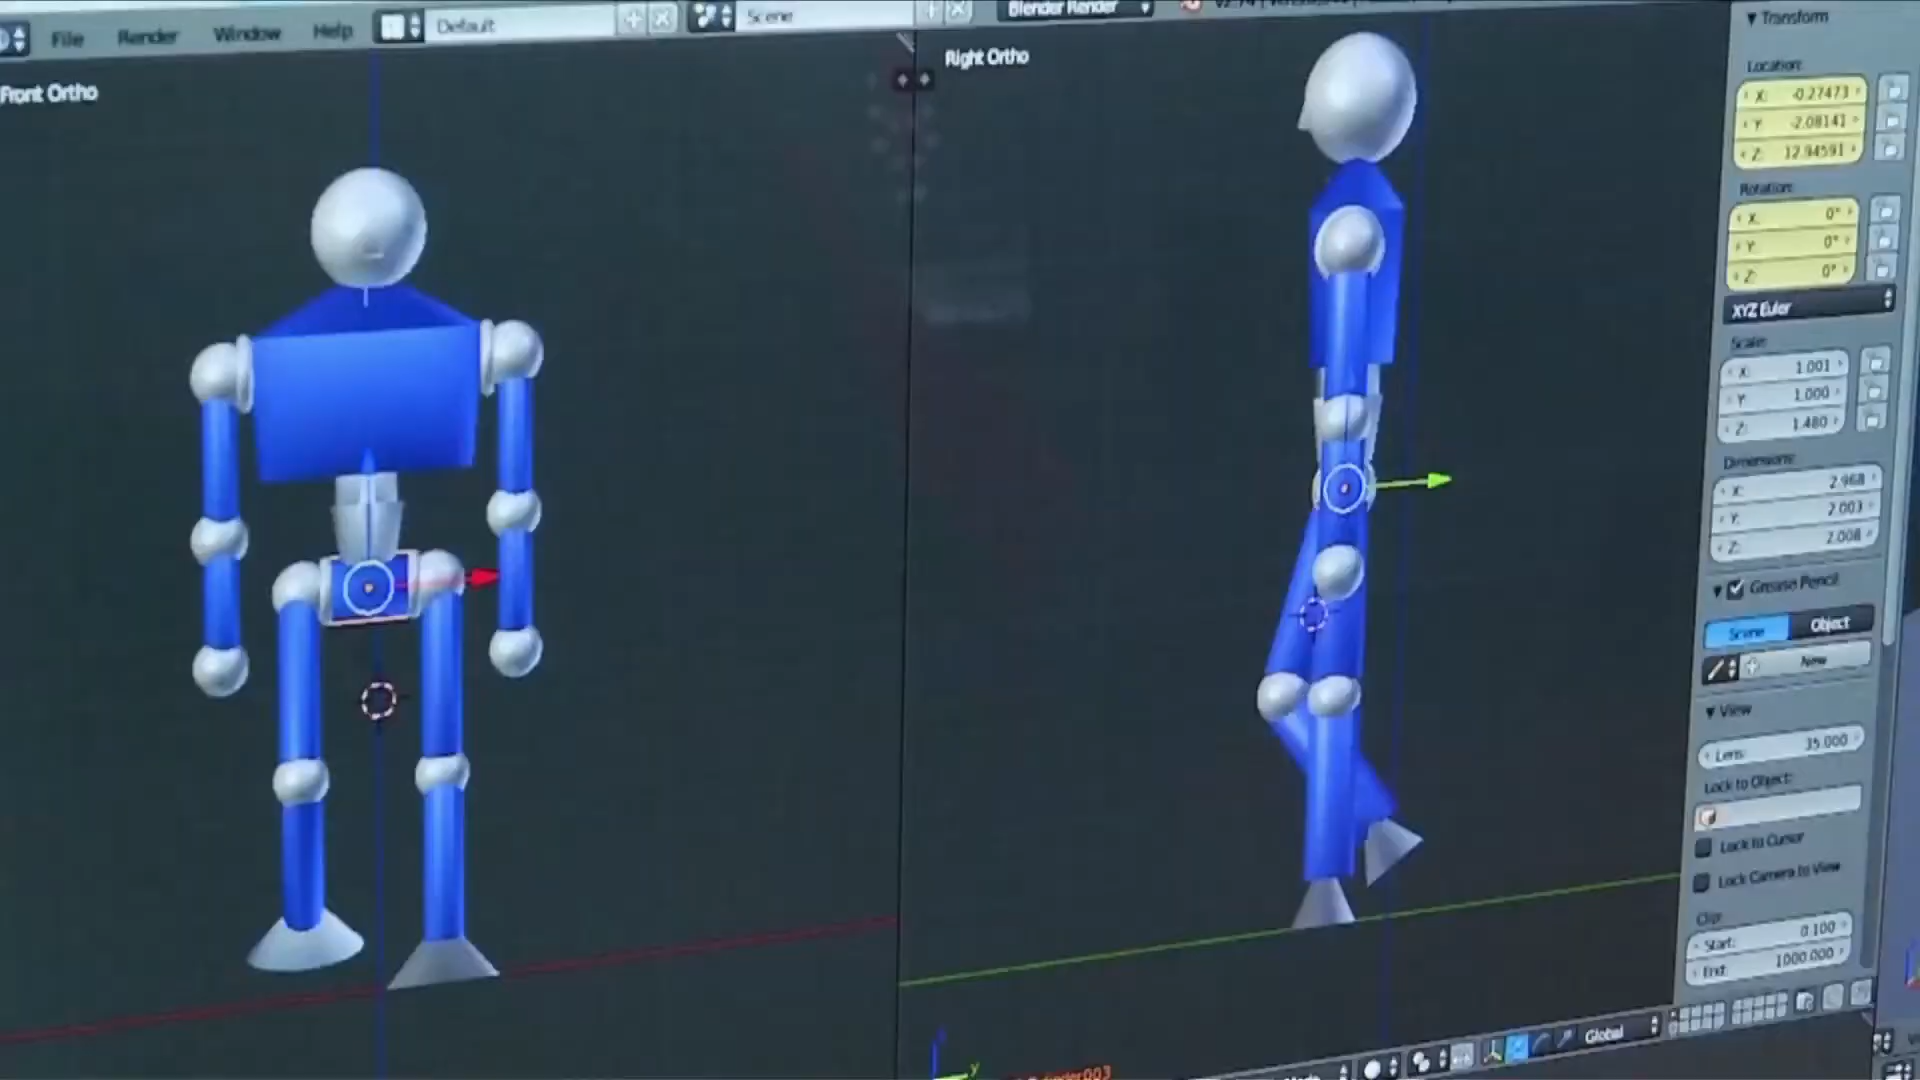 File Render Window Help Default Scene Blender Render
Front Ortho
Right Ortho
Transform
Location:
X: -0.27473
Y: -2.08141
Z: 12.94591
Rotation:
X: 0°
Y: 0°
Z: 0°
XYZ Euler
Scale:
X: 1.001
Y: 1.000
Z: 1.480
Dimensions:
X: 2.968
Y: 2.003
Z: 2.008
Grease Pencil
Scene Object
New
View
Lens: 35.000
Lock to Object:
Lock to Cursor
Lock Camera to View
Clip:
Start: 0.100
End: 1000.000
Global
y